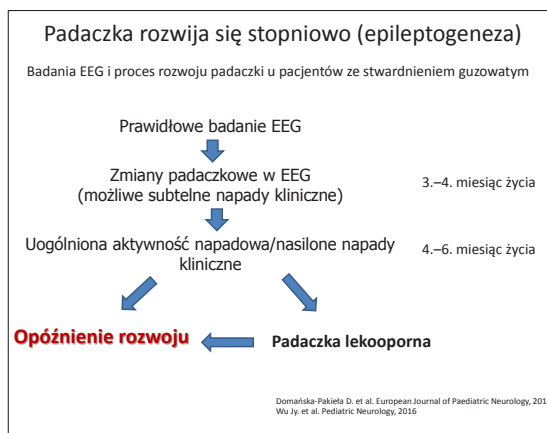 Padaczka rozwija się stopniowo (epileptogeneza)
Badania EEG i proces rozwoju padaczki u pacjentów ze stwardnieniem guzowatym
Prawidłowe badanie EEG
Zmiany padaczkowe w EEG
(możliwe subtelne napady kliniczne)
3.–4. miesiąc życia
Uogólniona aktywność napadowa/nasilone napady
kliniczne
4.–6. miesiąc życia
Opóźnienie rozwoju
Padaczka lekooporna
Domańska-Pakieła D. et al. European Journal of Paediatric Neurology, 201
Wu Jy. et al. Pediatric Neurology, 2016